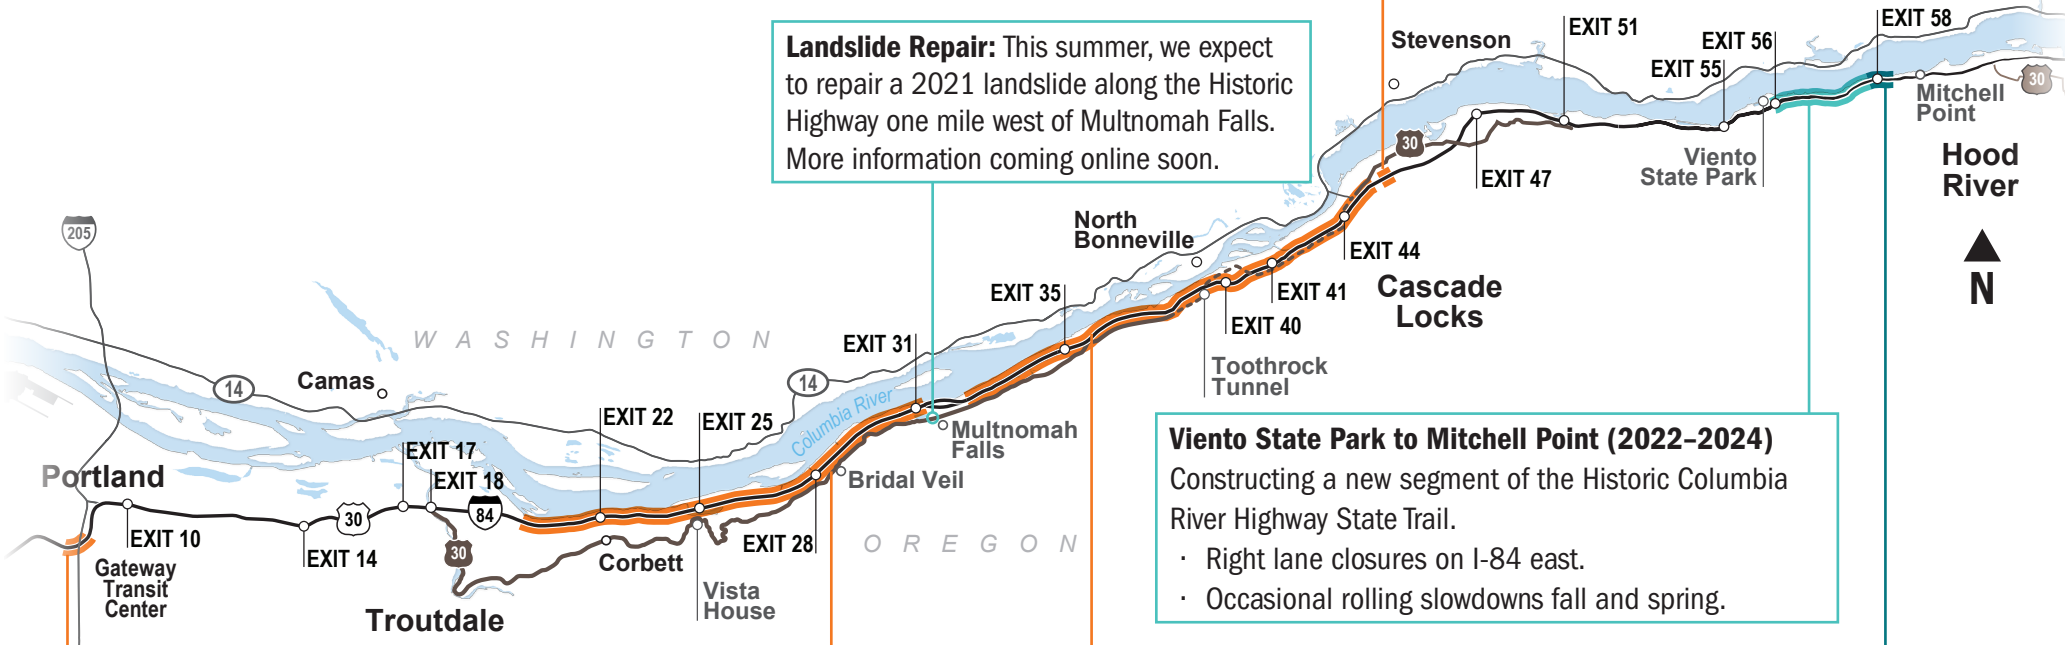 Landslide Repair: This summer, we expect
to repair a 2021 landslide along the Historic
Highway one mile west of Multnomah Falls.
More information coming online soon.
Stevenson
EXIT 51
EXIT 56
EXIT 55
EXIT 58
30
Mitchell
Point
30
Viento
State Park
Hood
River
EXIT 47
N
205
North
Bonneville
EXIT 44
EXIT 41
Cascade
Locks
EXIT 40
EXIT 35
Toothrock
Tunnel
WASHINGTON
EXIT 31
14
Camas
14
Columbia River
EXIT 22
EXIT 25
Multnomah
Falls
Bridal Veil
EXIT 17
EXIT 18
Portland
30
84
EXIT 10
EXIT 14
Gateway
Transit
Center
30
Corbett
EXIT 28
OREGON
Vista
House
Troutdale
Viento State Park to Mitchell Point (2022–2024)
Constructing a new segment of the Historic Columbia
River Highway State Trail.
· Right lane closures on I-84 east.
· Occasional rolling slowdowns fall and spring.